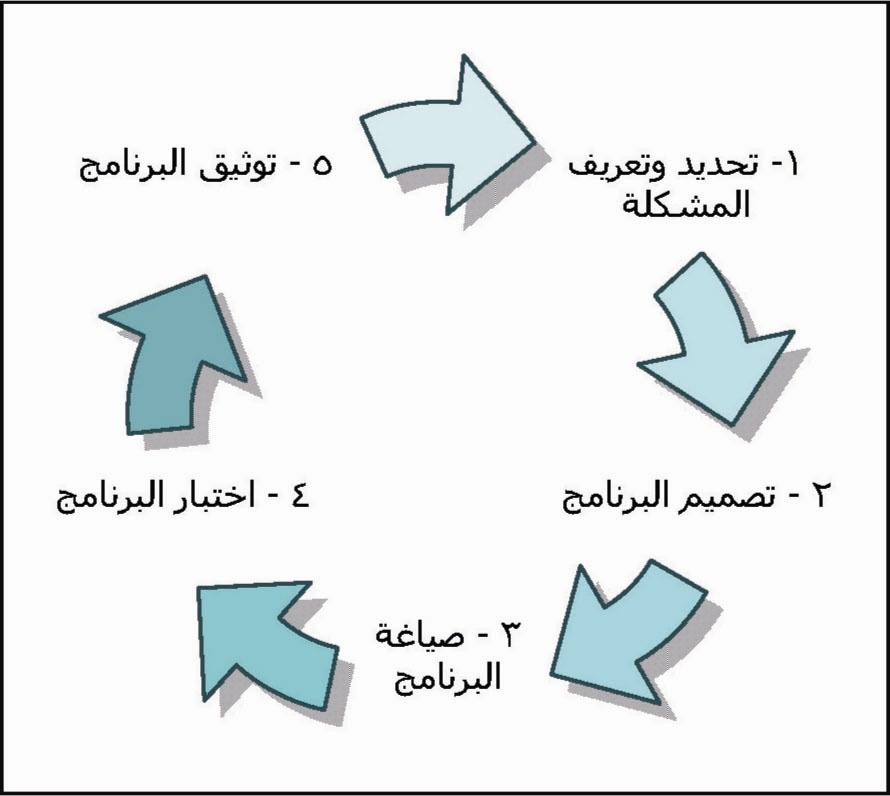 ١- تحديد وتعريف
المشكلة
٢ - تصميم البرنامج
٣ - صياغة
البرنامج
٤ - اختبار البرنامج
٥ - توثيق البرنامج